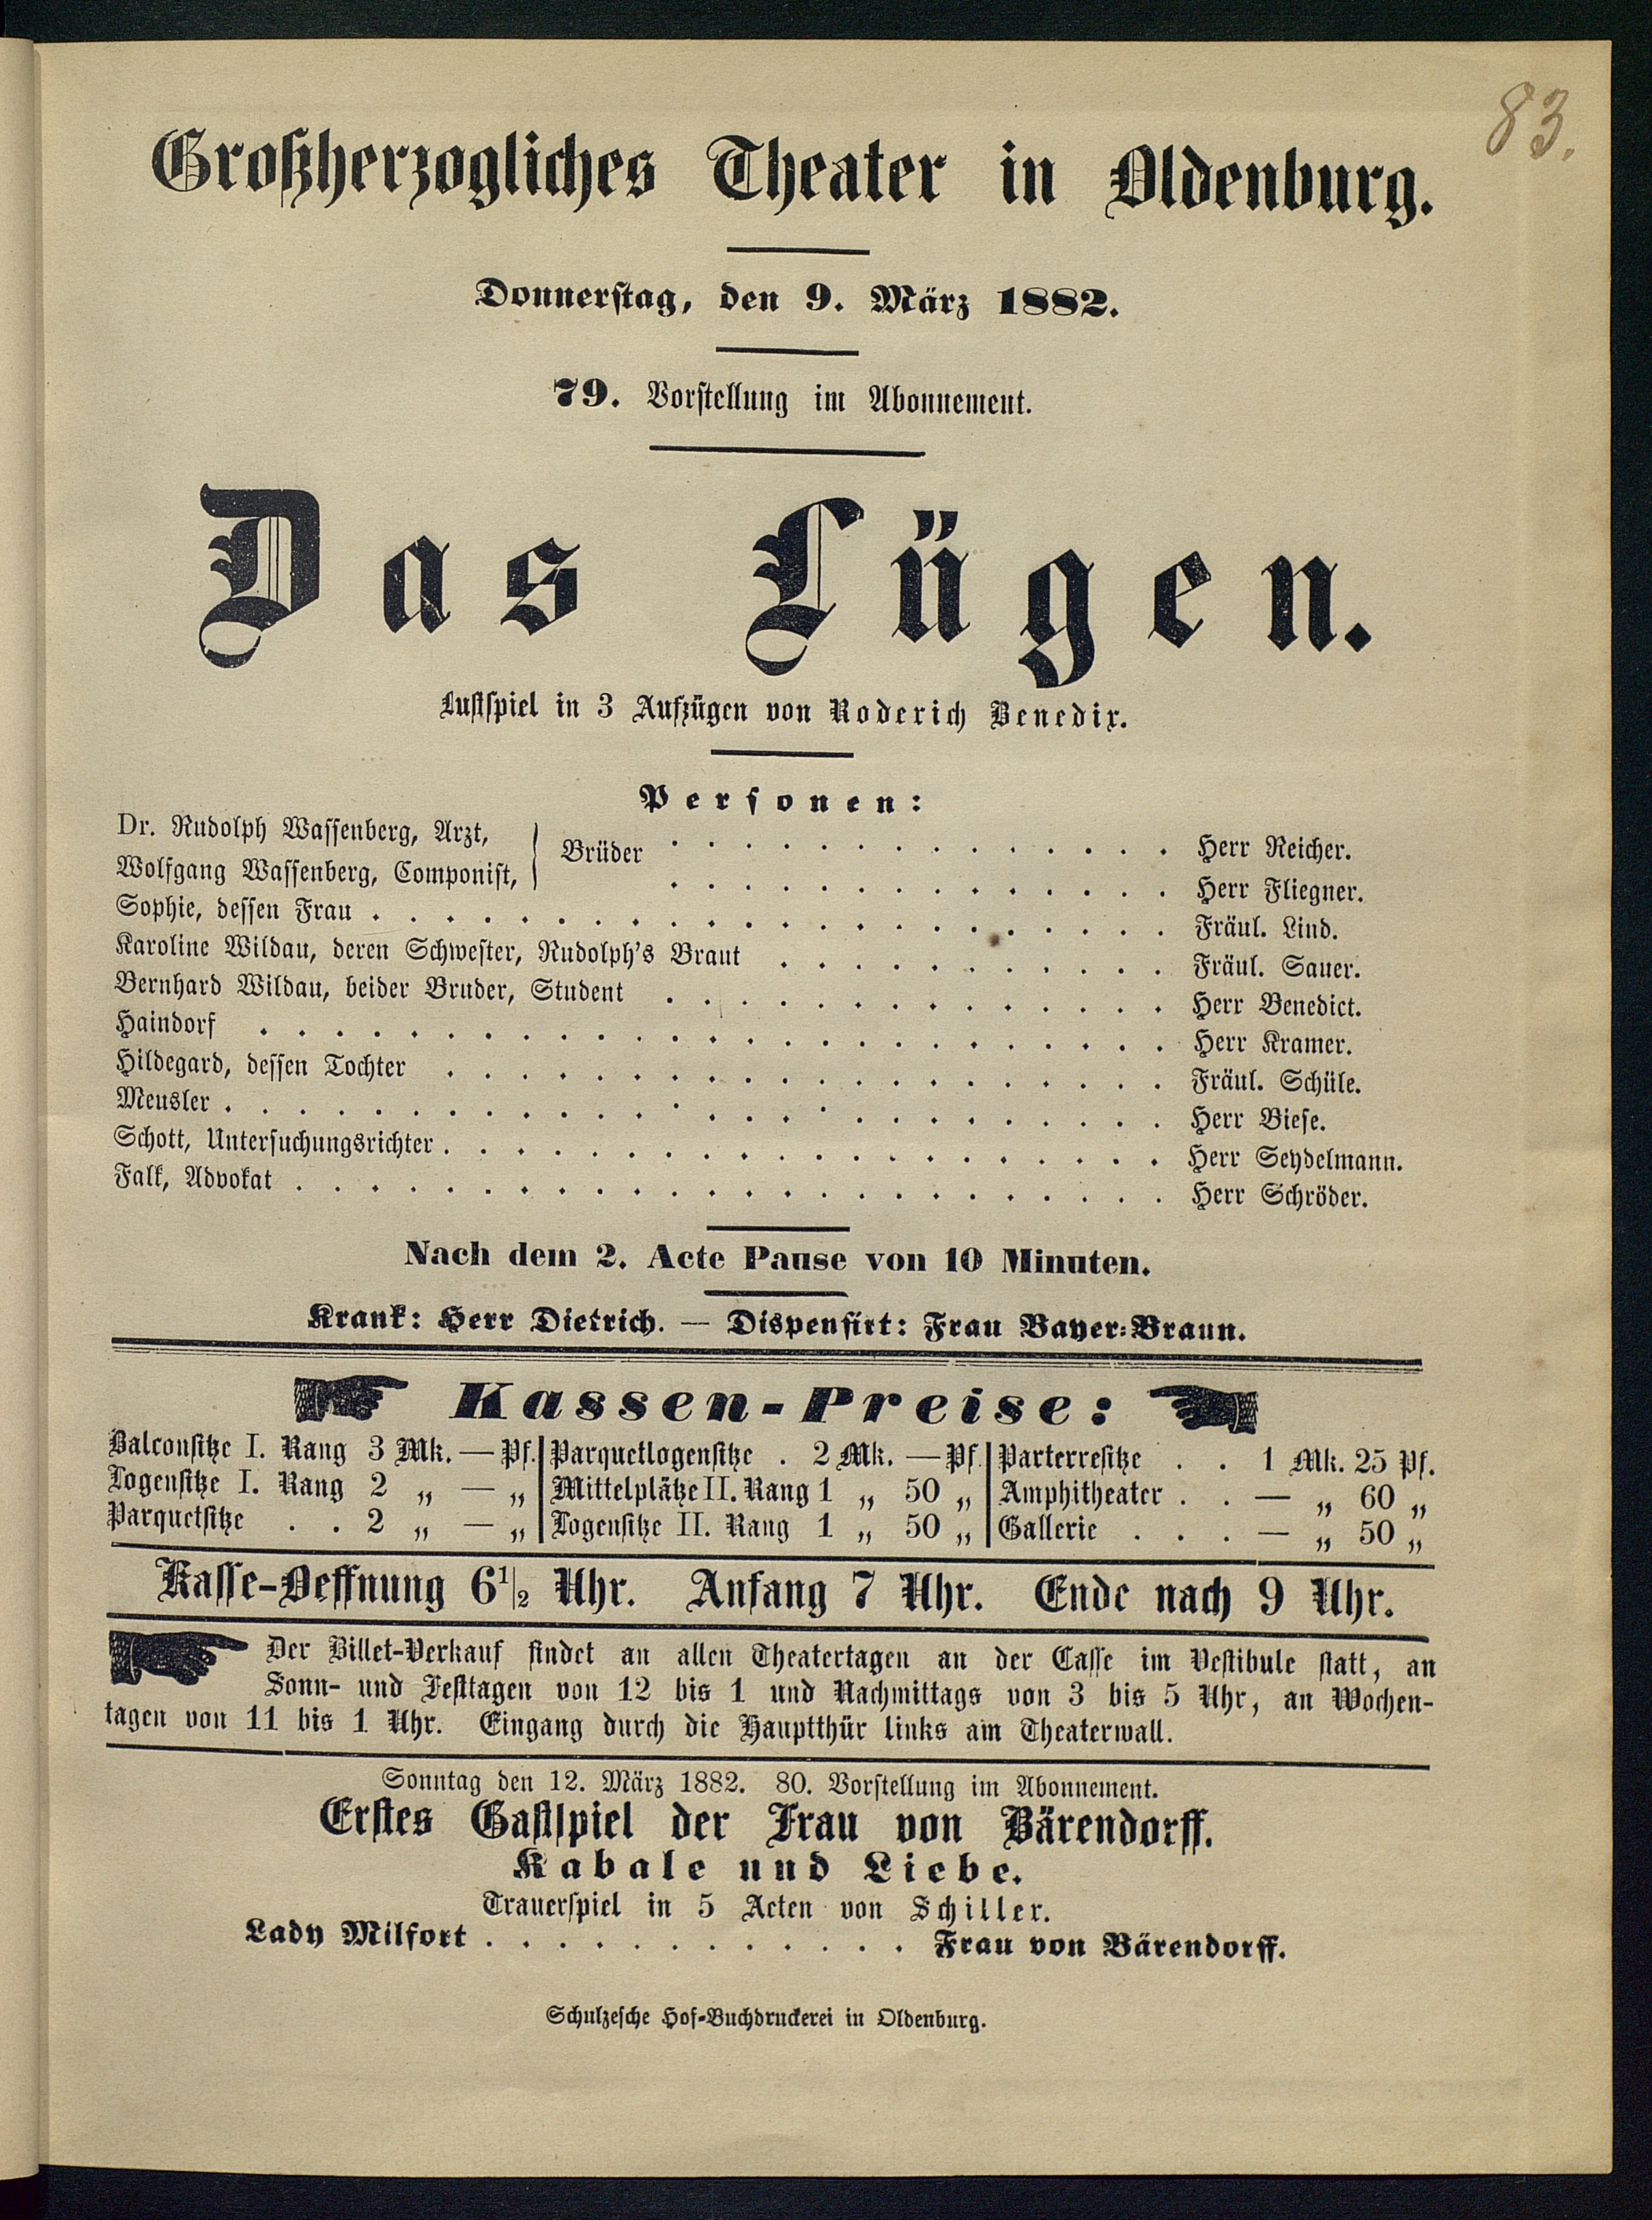 83.
Großherzogliches Theater in Oldenburg.
Donnerstag, den 9. März 1882.
79. Vorstellung im Abonnement.
Das Lügen.
Lustspiel in 3 Aufzügen von Roderich Benedix.
Personen:
Dr. Rudolph Wassenberg, Arzt, } Brüder . . . . . . . . . . . . . . Herr Reicher.
Wolfgang Wassenberg, Componist, } . . . . . . . . . . . . . . Herr Fliegner.
Sophie, dessen Frau . . . . . . . . . . . . . . . . . . . . . . Fräul. Lind.
Karoline Wildau, deren Schwester, Rudolph's Braut . . . . . . . . . . . Fräul. Sauer.
Bernhard Wildau, beider Bruder, Student . . . . . . . . . . . . . . Herr Benedict.
Haindorf . . . . . . . . . . . . . . . . . . . . . . . . . Herr Kramer.
Hildegard, dessen Tochter . . . . . . . . . . . . . . . . . . . . Fräul. Schüle.
Meusler . . . . . . . . . . . . . . . . . . . . . . . . . . Herr Biese.
Schott, Untersuchungsrichter . . . . . . . . . . . . . . . . . . . . Herr Seydelmann.
Falk, Advokat . . . . . . . . . . . . . . . . . . . . . . . . Herr Schröder.
Nach dem 2. Acte Pause von 10 Minuten.
Krank: Herr Dietrich. — Dispensirt: Frau Bayer-Braun.
Kassen-Preise:
Balconsitze I. Rang 3 Mk. — Pf. | Parquetlogensitze . 2 Mk. — Pf. | Parterresitze . . 1 Mk. 25 Pf.
Logensitze I. Rang 2 „ — „ | Mittelplätze II. Rang 1 „ 50 „ | Amphitheater . . — „ 60 „
Parquetsitze . . 2 „ — „ | Logensitze II. Rang 1 „ 50 „ | Gallerie . . . — „ 50 „
Kasse-Oeffnung 6½ Uhr. Anfang 7 Uhr. Ende nach 9 Uhr.
Der Billet-Verkauf findet an allen Theatertagen an der Casse im Vestibule statt, an
Sonn- und Festtagen von 12 bis 1 und Nachmittags von 3 bis 5 Uhr, an Wochen-
tagen von 11 bis 1 Uhr. Eingang durch die Hauptthür links am Theaterwall.
Sonntag den 12. März 1882. 80. Vorstellung im Abonnement.
Erstes Gastspiel der Frau von Bärendorff.
Kabale und Liebe.
Trauerspiel in 5 Acten von Schiller.
Lady Milfort . . . . . . . . . . . . Frau von Bärendorff.
Schulzesche Hof-Buchdruckerei in Oldenburg.